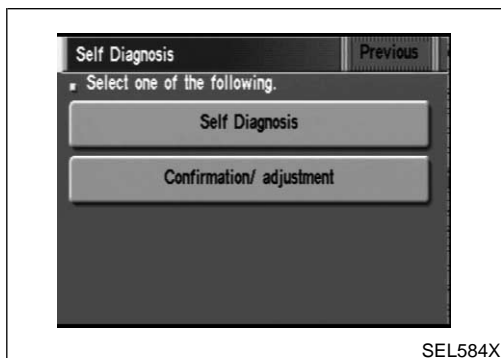 Self Diagnosis Previous
Select one of the following.
Self Diagnosis
Confirmation/ adjustment
SEL584X